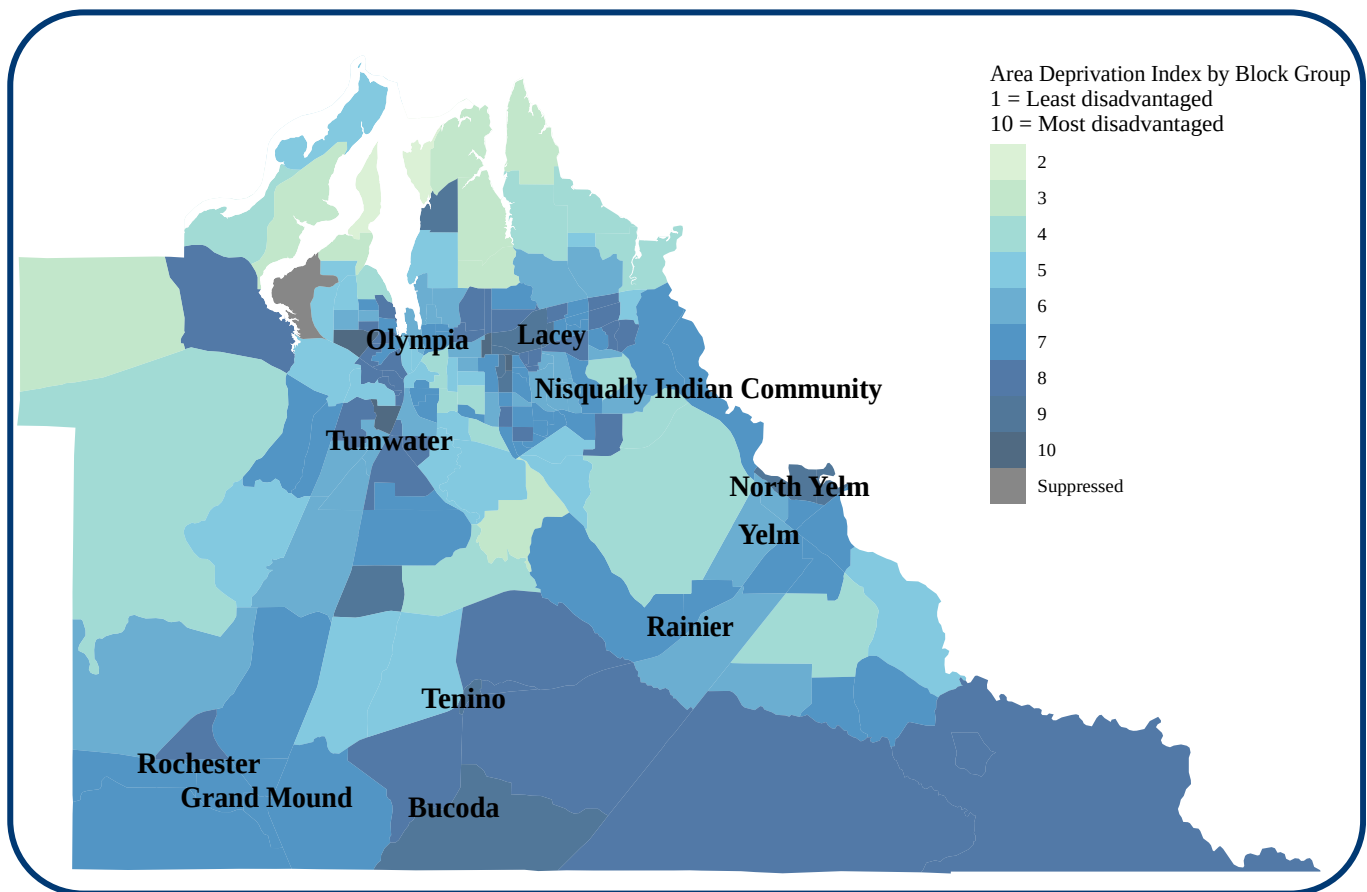 Area Deprivation Index by Block Group
1 = Least disadvantaged
10 = Most disadvantaged
2
3
4
5
6
7
8
9
10
Suppressed
Olympia
Lacey
Nisqually Indian Community
Tumwater
North Yelm
Yelm
Rainier
Tenino
Rochester
Grand Mound
Bucoda